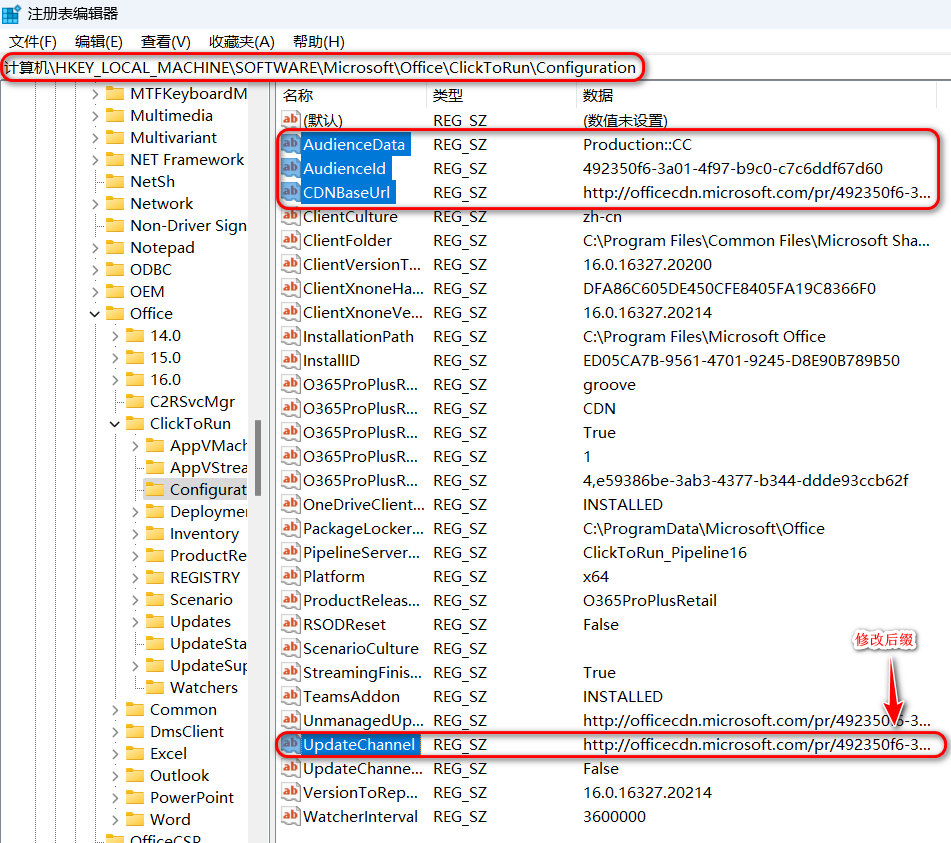 注册表编辑器
文件(F) 编辑(E) 查看(V) 收藏夹(A) 帮助(H)
计算机\HKEY_LOCAL_MACHINE\SOFTWARE\Microsoft\Office\ClickToRun\Configuration
MTFKeyboardM
Multimedia
Multivariant
NET Framework
NetSh
Network
Non-Driver Sign
Notepad
ODBC
OEM
Office
14.0
15.0
16.0
C2RSvcMgr
ClickToRun
AppVMach
AppVStrea
Configurat
Deployme
Inventory
ProductRe
REGISTRY
Scenario
Updates
UpdateSta
UpdateSup
Watchers
Common
DmsClient
Excel
Outlook
PowerPoint
Word
OfficeCSP
名称 类型 数据
(默认) REG_SZ (数值未设置)
AudienceData REG_SZ Production::CC
AudienceId REG_SZ 492350f6-3a01-4f97-b9c0-c7c6ddf67d60
CDNBaseUrl REG_SZ http://officecdn.microsoft.com/pr/492350f6-3...
ClientCulture REG_SZ zh-cn
ClientFolder REG_SZ C:\Program Files\Common Files\Microsoft Sha...
ClientVersionT... REG_SZ 16.0.16327.20200
ClientXnoneHa... REG_SZ DFA86C605DE450CFE8405FA19C8366F0
ClientXnoneVe... REG_SZ 16.0.16327.20214
InstallationPath REG_SZ C:\Program Files\Microsoft Office
InstallID REG_SZ ED05CA7B-9561-4701-9245-D8E90B789B50
O365ProPlusR... REG_SZ groove
O365ProPlusR... REG_SZ CDN
O365ProPlusR... REG_SZ True
O365ProPlusR... REG_SZ 1
O365ProPlusR... REG_SZ 4,e59386be-3ab3-4377-b344-ddde93ccb62f
OneDriveClient... REG_SZ INSTALLED
PackageLocker... REG_SZ C:\ProgramData\Microsoft\Office
PipelineServer... REG_SZ ClickToRun_Pipeline16
Platform REG_SZ x64
ProductReleas... REG_SZ O365ProPlusRetail
RSODReset REG_SZ False
ScenarioCulture REG_SZ
StreamingFinis... REG_SZ True
TeamsAddon REG_SZ INSTALLED
UnmanagedUp... REG_SZ http://officecdn.microsoft.com/pr/492350f6-3...
UpdateChannel REG_SZ http://officecdn.microsoft.com/pr/492350f6-3...
UpdateChanne... REG_SZ False
VersionToRep... REG_SZ 16.0.16327.20214
WatcherInterval REG_SZ 3600000
修改后缀